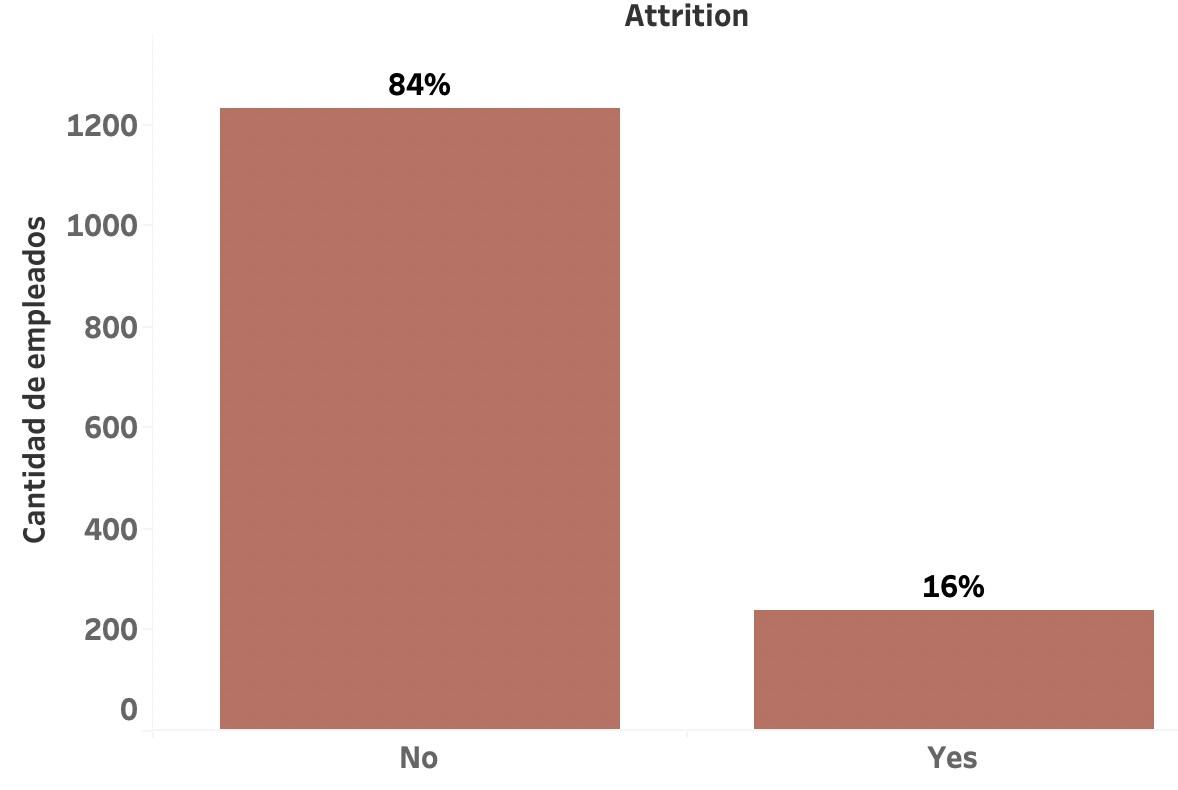 Attrition
84%
1200
1000
800
600
400
200
0
Cantidad de empleados
16%
No
Yes